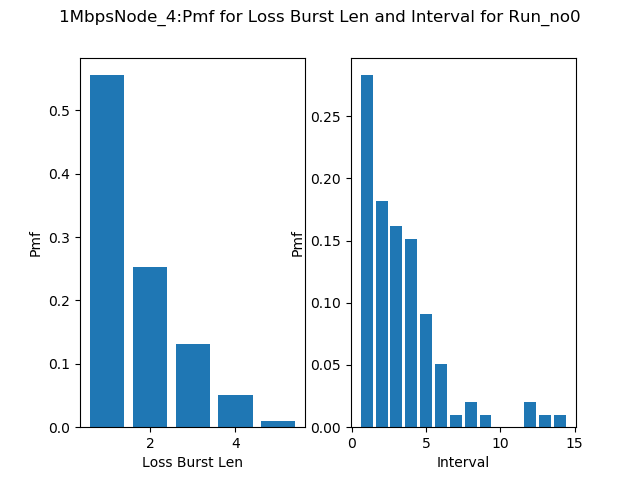 1MbpsNode_4:Pmf for Loss Burst Len and Interval for Run_no0
Pmf
0.5
0.4
0.3
0.2
0.1
0.0
2 4
Loss Burst Len
Pmf
0.25
0.20
0.15
0.10
0.05
0.00
0 5 10 15
Interval